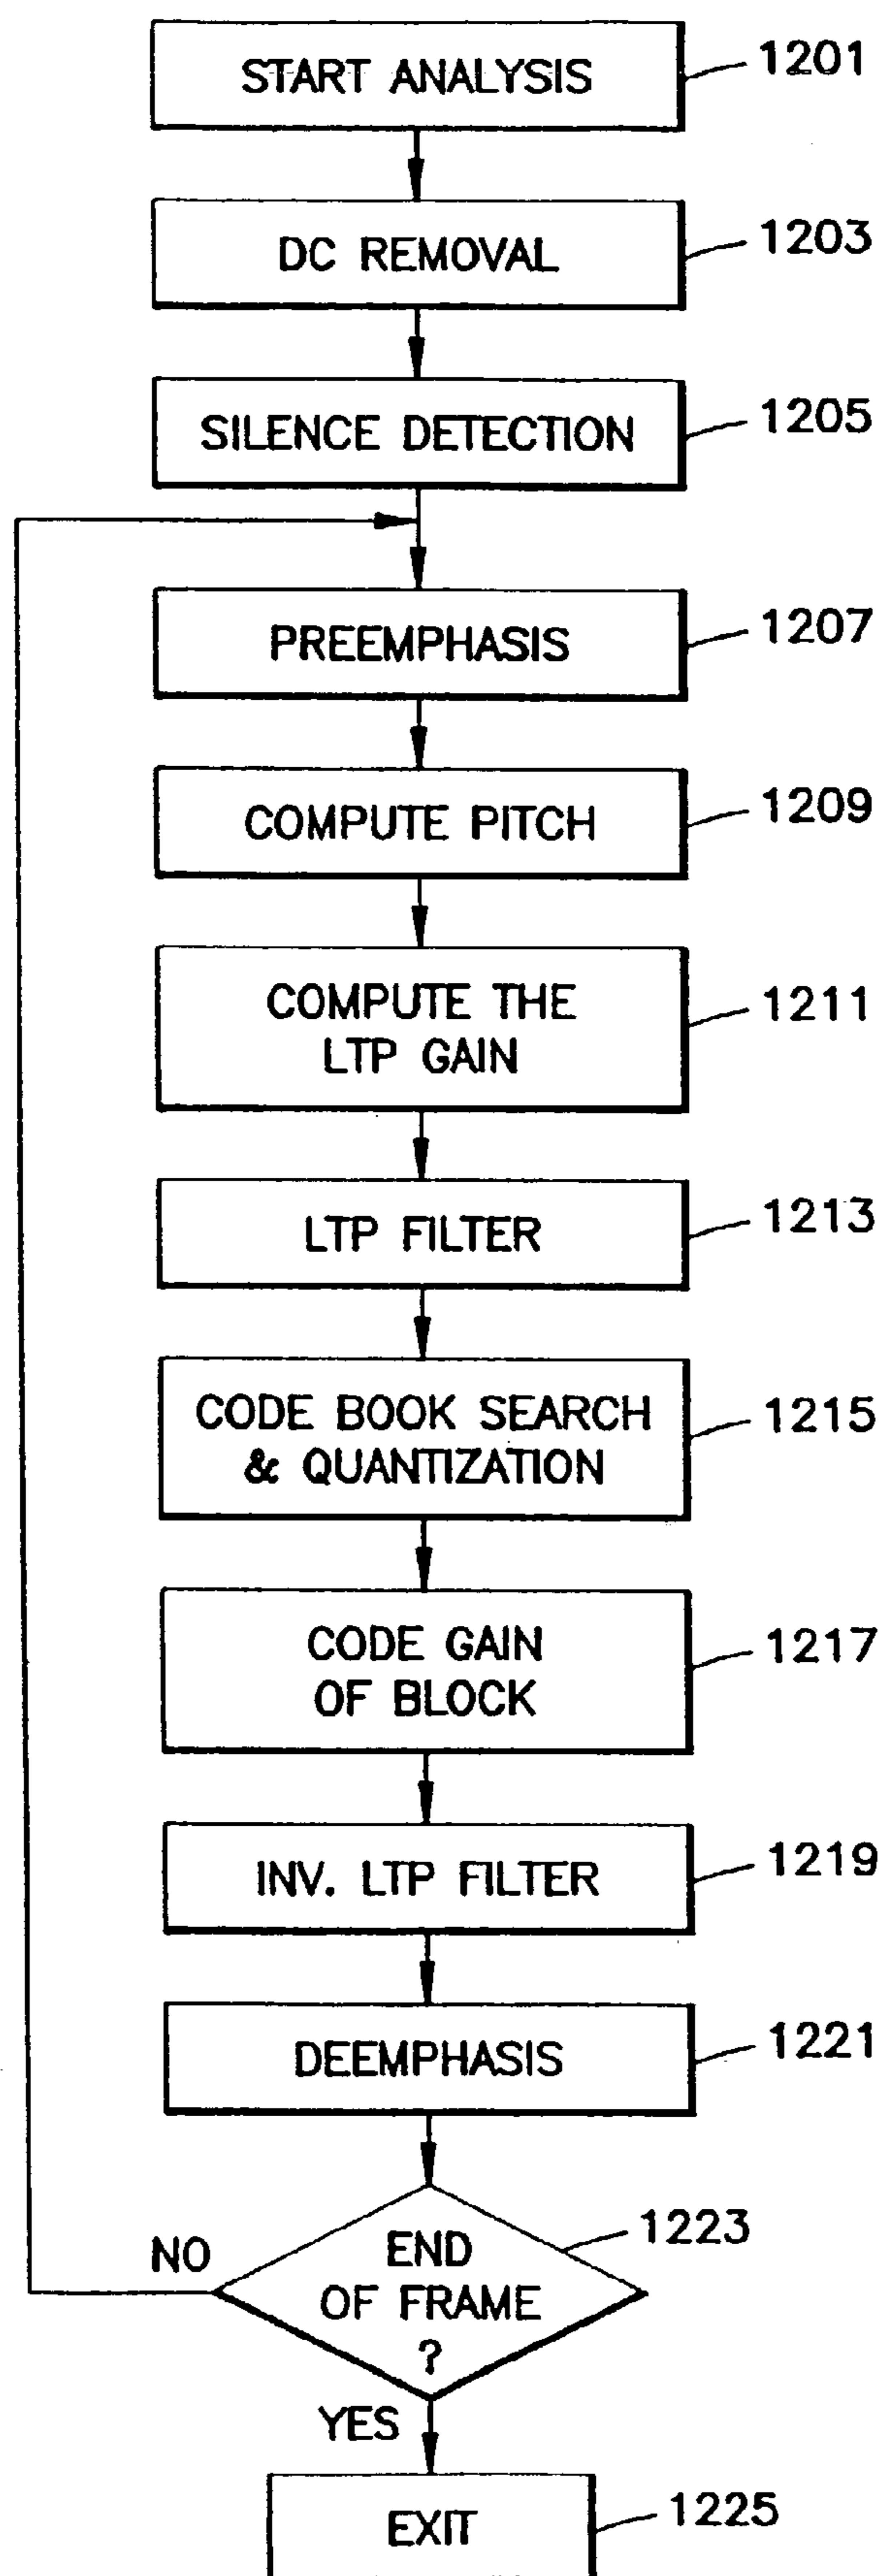 START ANALYSIS
1201
DC REMOVAL
1203
SILENCE DETECTION
1205
PREEMPHASIS
1207
COMPUTE PITCH
1209
COMPUTE THE
LTP GAIN
1211
LTP FILTER
1213
CODE BOOK SEARCH
& QUANTIZATION
1215
CODE GAIN
OF BLOCK
1217
INV. LTP FILTER
1219
DEEMPHASIS
1221
END
OF FRAME
?
1223
NO
YES
EXIT
1225